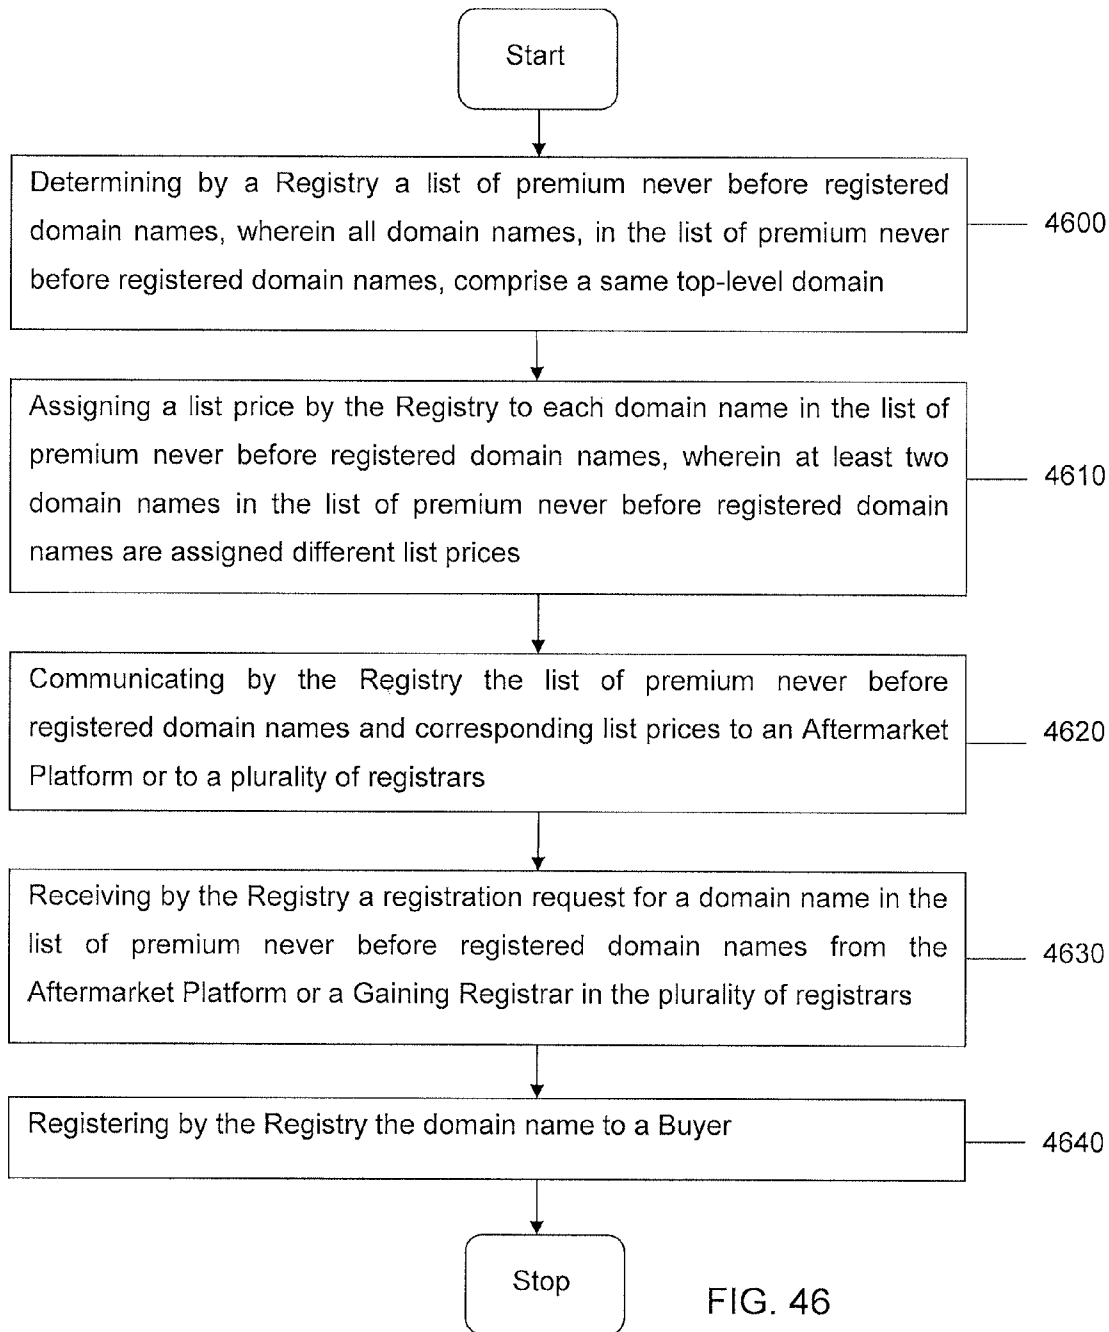 Start
Determining by a Registry a list of premium never before registered
domain names, wherein all domain names, in the list of premium never
before registered domain names, comprise a same top-level domain
4600
Assigning a list price by the Registry to each domain name in the list of
premium never before registered domain names, wherein at least two
domain names in the list of premium never before registered domain
names are assigned different list prices
4610
Communicating by the Registry the list of premium never before
registered domain names and corresponding list prices to an Aftermarket
Platform or to a plurality of registrars
4620
Receiving by the Registry a registration request for a domain name in the
list of premium never before registered domain names from the
Aftermarket Platform or a Gaining Registrar in the plurality of registrars
4630
Registering by the Registry the domain name to a Buyer
4640
Stop
FIG. 46